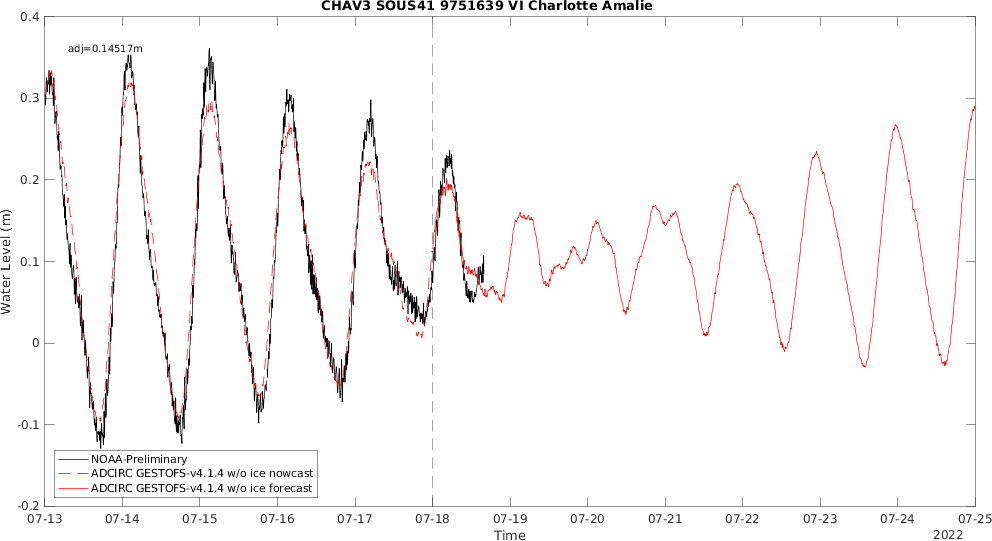 CHAV3 SOUS41 9751639 VI Charlotte Amalie
adj=0.14517m
0.4
0.3
0.2
0.1
0
-0.1
-0.2
Water Level (m)
NOAA-Preliminary
ADCIRC GESTOFS-v4.1.4 w/o ice nowcast
ADCIRC GESTOFS-v4.1.4 w/o ice forecast
07-13 07-14 07-15 07-16 07-17 07-18 07-19 07-20 07-21 07-22 07-23 07-24 07-25
Time
2022